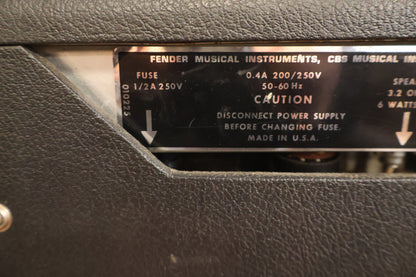 FENDER MUSICAL INSTRUMENTS, CBS MUSICAL IN
FUSE
1/2A 250V
0.4A 200/250V
50-60 Hz
CAUTION
DISCONNECT POWER SUPPLY
BEFORE CHANGING FUSE.
MADE IN U.S.A.
SPEA
3.2 O
6 WATTS
010225